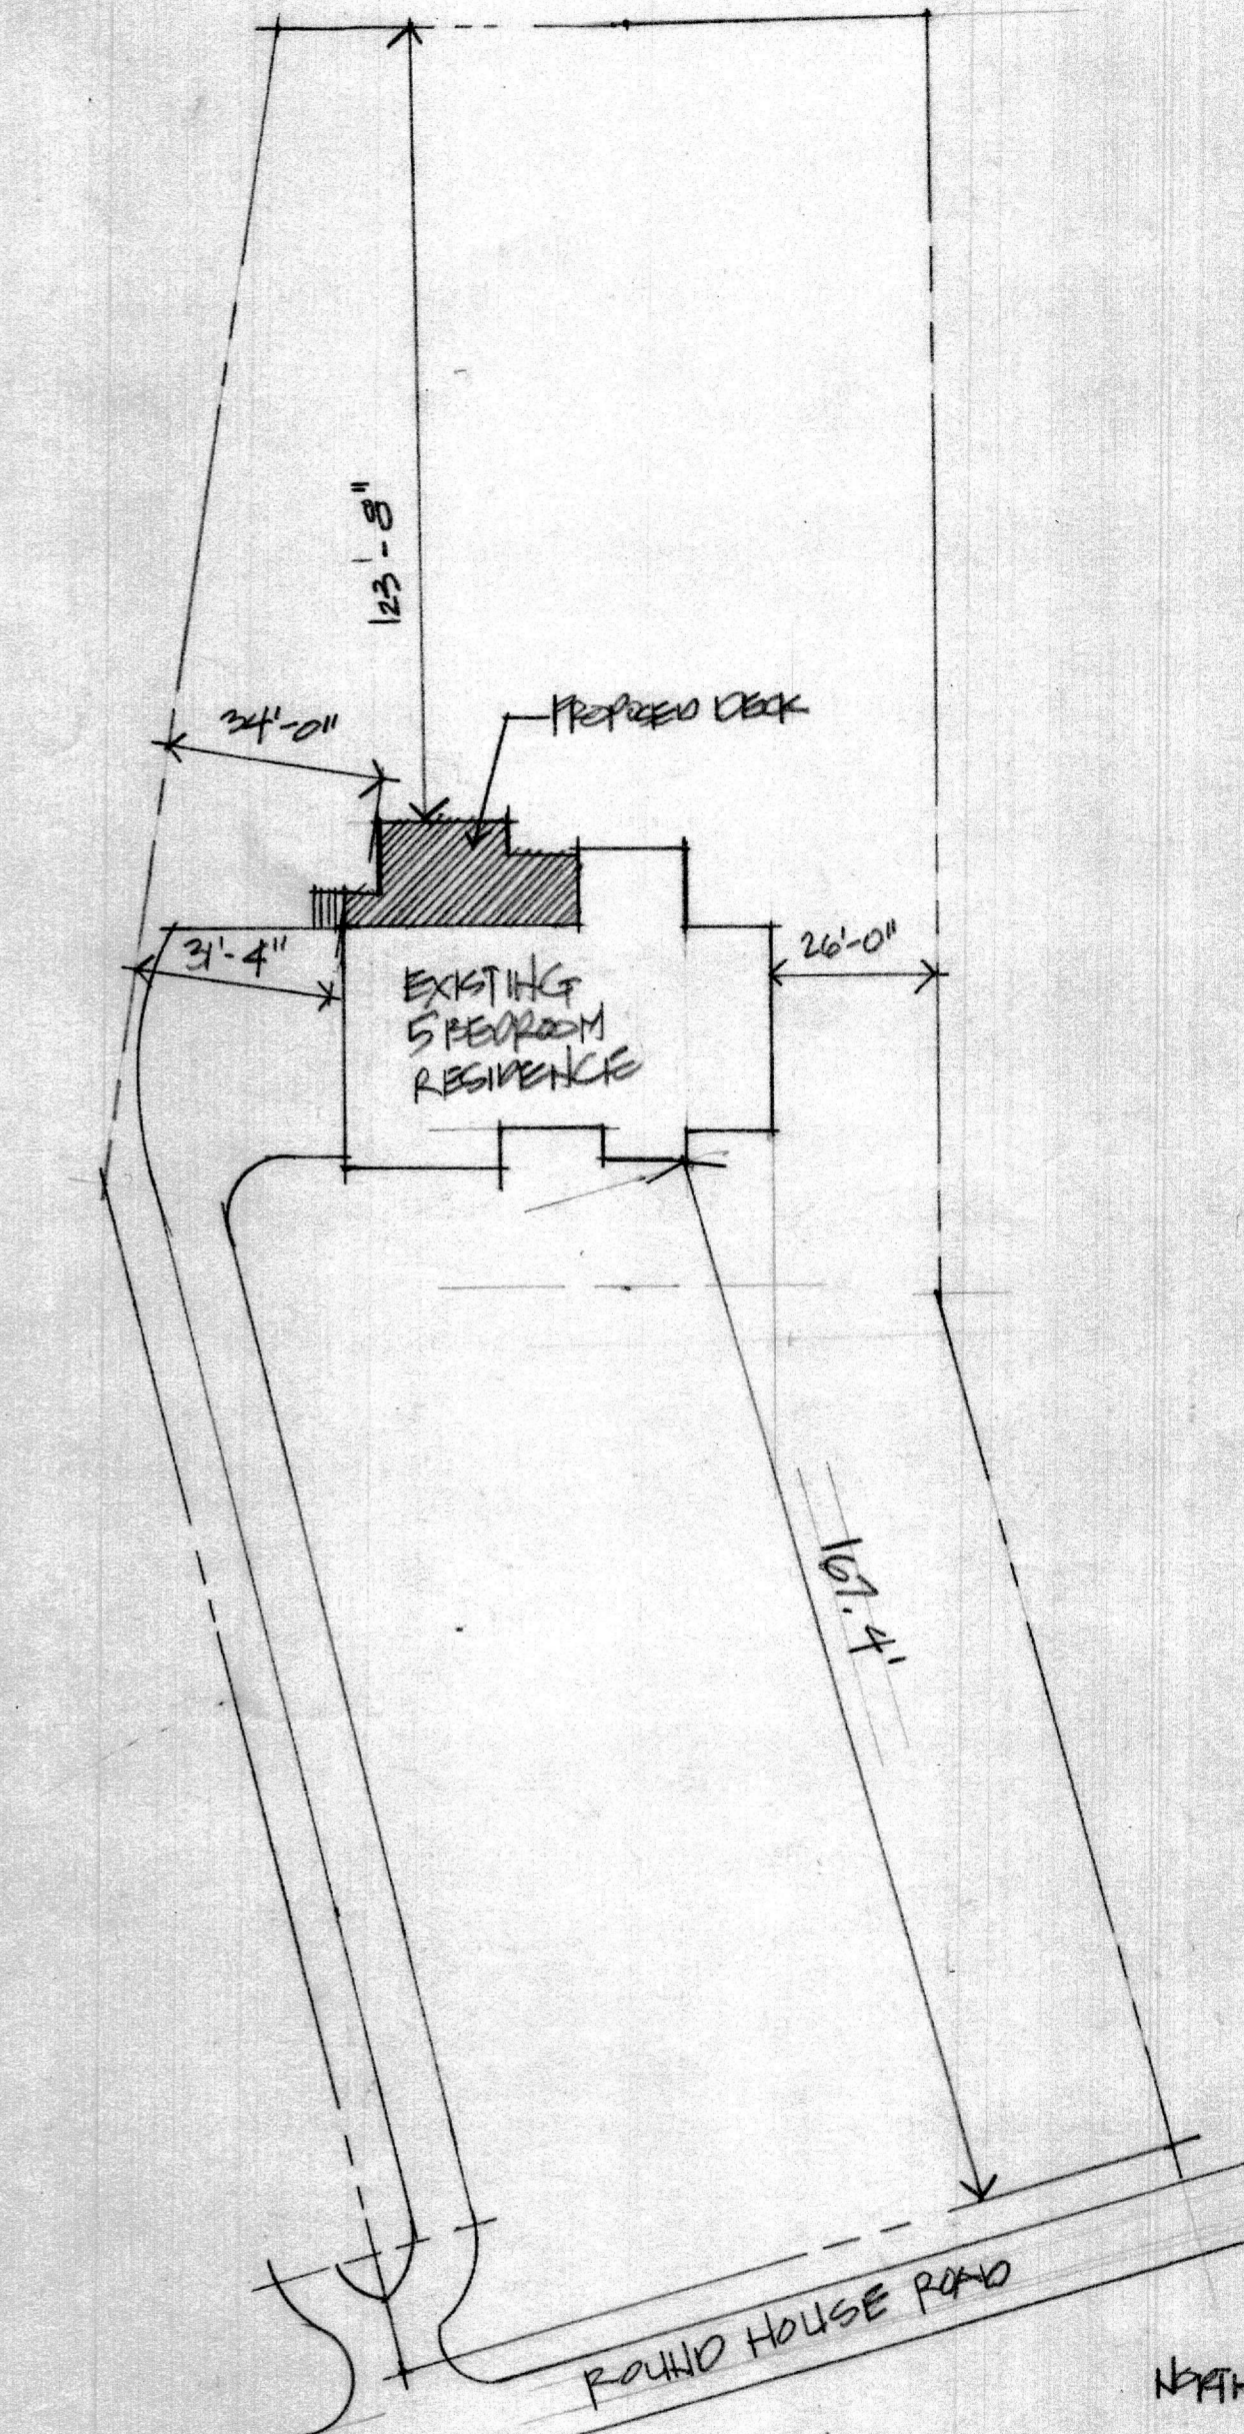 123'-8"
34'-0"
PROPOSED DECK
31'-4"
26'-0"
EXISTING
5 BEDROOM
RESIDENCE
167.4'
ROUND HOUSE ROAD
NORTH